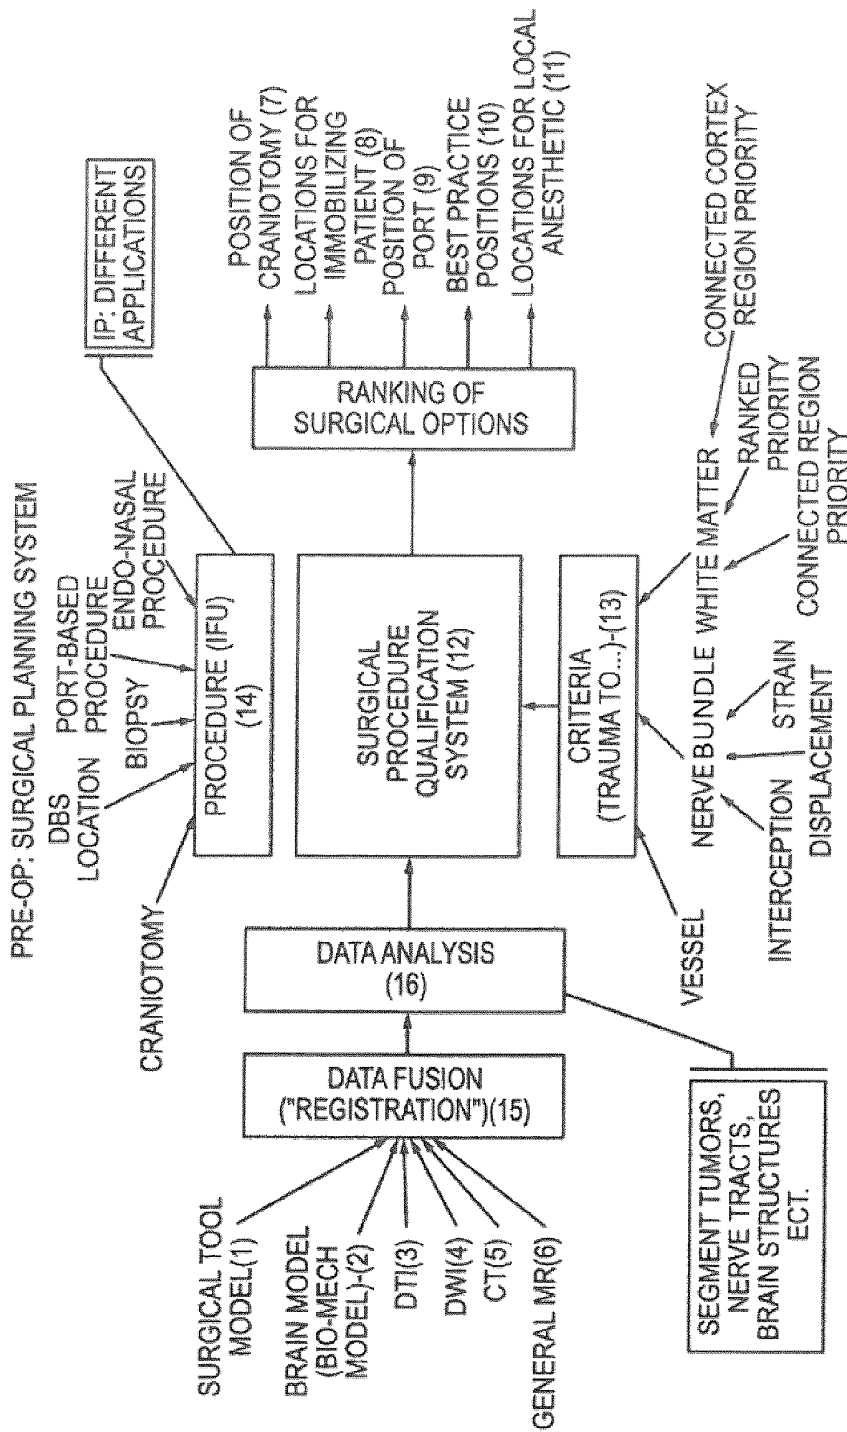 PRE-OP: SURGICAL PLANNING SYSTEM
CRANIOTOMY
DBS
LOCATION
BIOPSY
PORT-BASED
PROCEDURE
ENDO-NASAL
PROCEDURE
IP: DIFFERENT
APPLICATIONS
PROCEDURE (IFU)
(14)
SURGICAL TOOL
MODEL(1)
BRAIN MODEL
(BIO-MECH
MODEL)-(2)
DTI(3)
DWI(4)
CT(5)
GENERAL MR(6)
DATA FUSION
("REGISTRATION")(15)
DATA ANALYSIS
(16)
SURGICAL
PROCEDURE
QUALIFICATION
SYSTEM (12)
RANKING OF
SURGICAL OPTIONS
POSITION OF
CRANIOTOMY (7)
LOCATIONS FOR
IMMOBILIZING
PATIENT (8)
POSITION OF
PORT (9)
BEST PRACTICE
POSITIONS (10)
LOCATIONS FOR LOCAL
ANESTHETIC (11)
CRITERIA
(TRAUMA TO...)-(13)
VESSEL
NERVE BUNDLE
WHITE MATTER
INTERCEPTION
DISPLACEMENT
STRAIN
CONNECTED REGION
PRIORITY
RANKED
PRIORITY
CONNECTED CORTEX
REGION PRIORITY
SEGMENT TUMORS,
NERVE TRACTS,
BRAIN STRUCTURES
ECT.